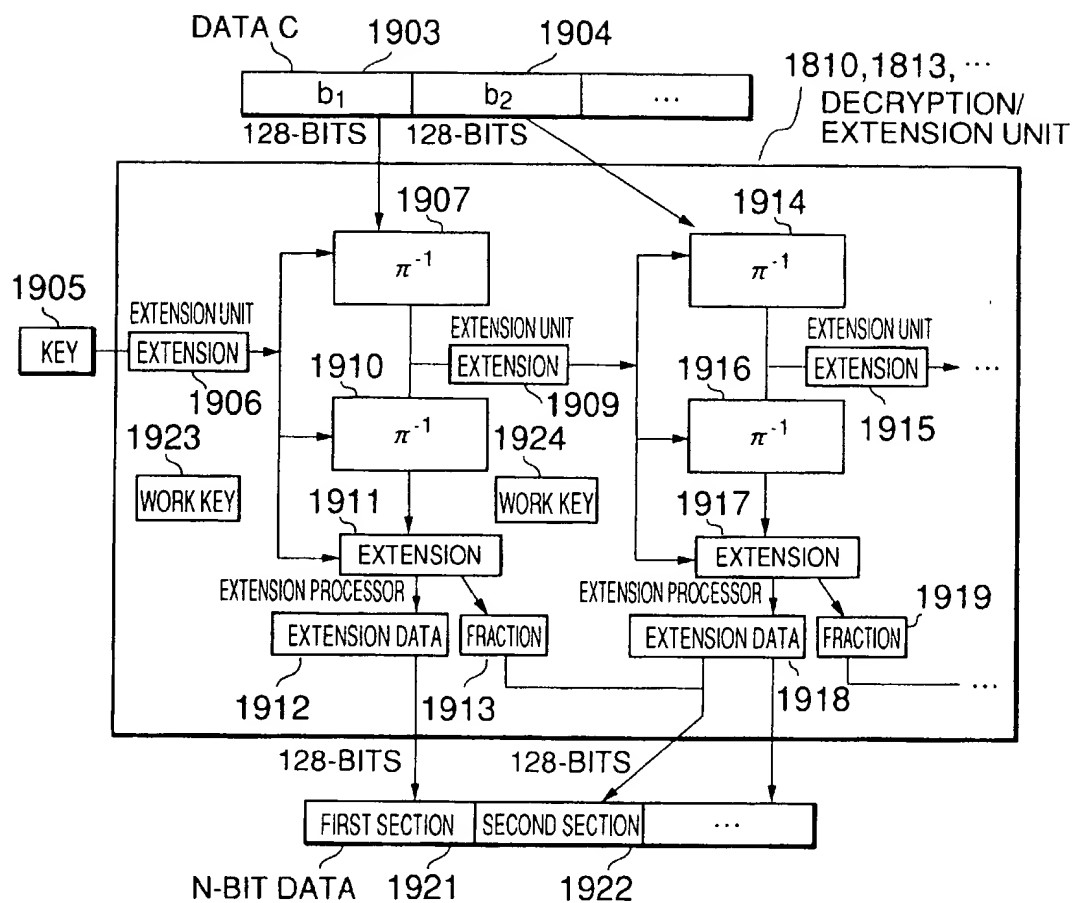 DATA C
1903
1904
b₁
b₂
...
128-BITS
128-BITS
1810, 1813, ...
DECRYPTION/
EXTENSION UNIT
1907
1914
π⁻¹
π⁻¹
1905
KEY
EXTENSION UNIT
EXTENSION
1906
EXTENSION UNIT
EXTENSION
1909
EXTENSION UNIT
EXTENSION
1915
...
...
1910
π⁻¹
1916
π⁻¹
1923
WORK KEY
1924
WORK KEY
1911
EXTENSION
1917
EXTENSION
EXTENSION PROCESSOR
EXTENSION PROCESSOR
EXTENSION DATA
FRACTION
EXTENSION DATA
FRACTION
1919
1912
1913
1918
...
128-BITS
128-BITS
FIRST SECTION
SECOND SECTION
...
N-BIT DATA
1921
1922